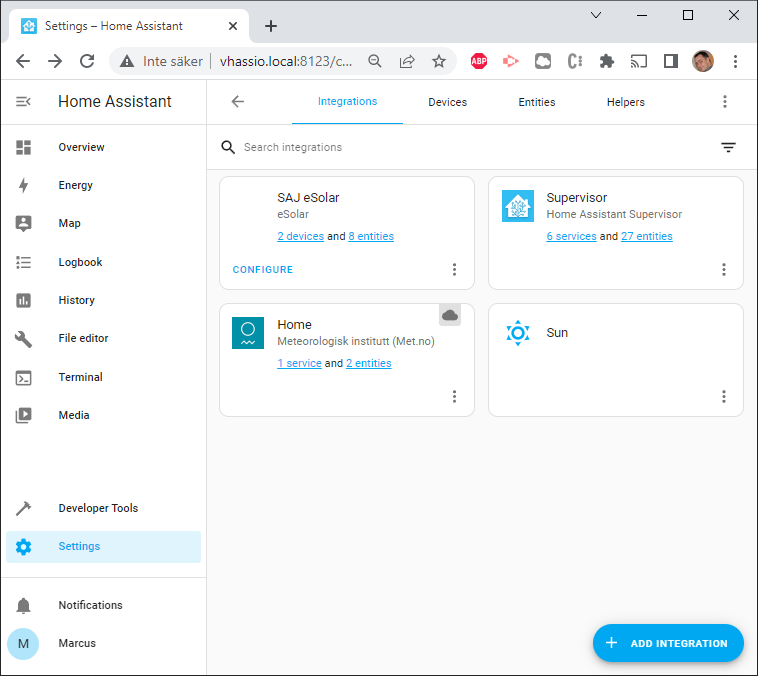 Settings – Home Assistant
Inte säker
vhassio.local:8123/c...
ABP
Home Assistant
Integrations
Devices
Entities
Helpers
Search integrations
Overview
Energy
Map
Logbook
History
File editor
Terminal
Media
Developer Tools
Settings
Notifications
M
Marcus
SAJ eSolar
eSolar
2 devices and 8 entities
CONFIGURE
Supervisor
Home Assistant Supervisor
6 services and 27 entities
Home
Meteorologisk institutt (Met.no)
1 service and 2 entities
Sun
ADD INTEGRATION